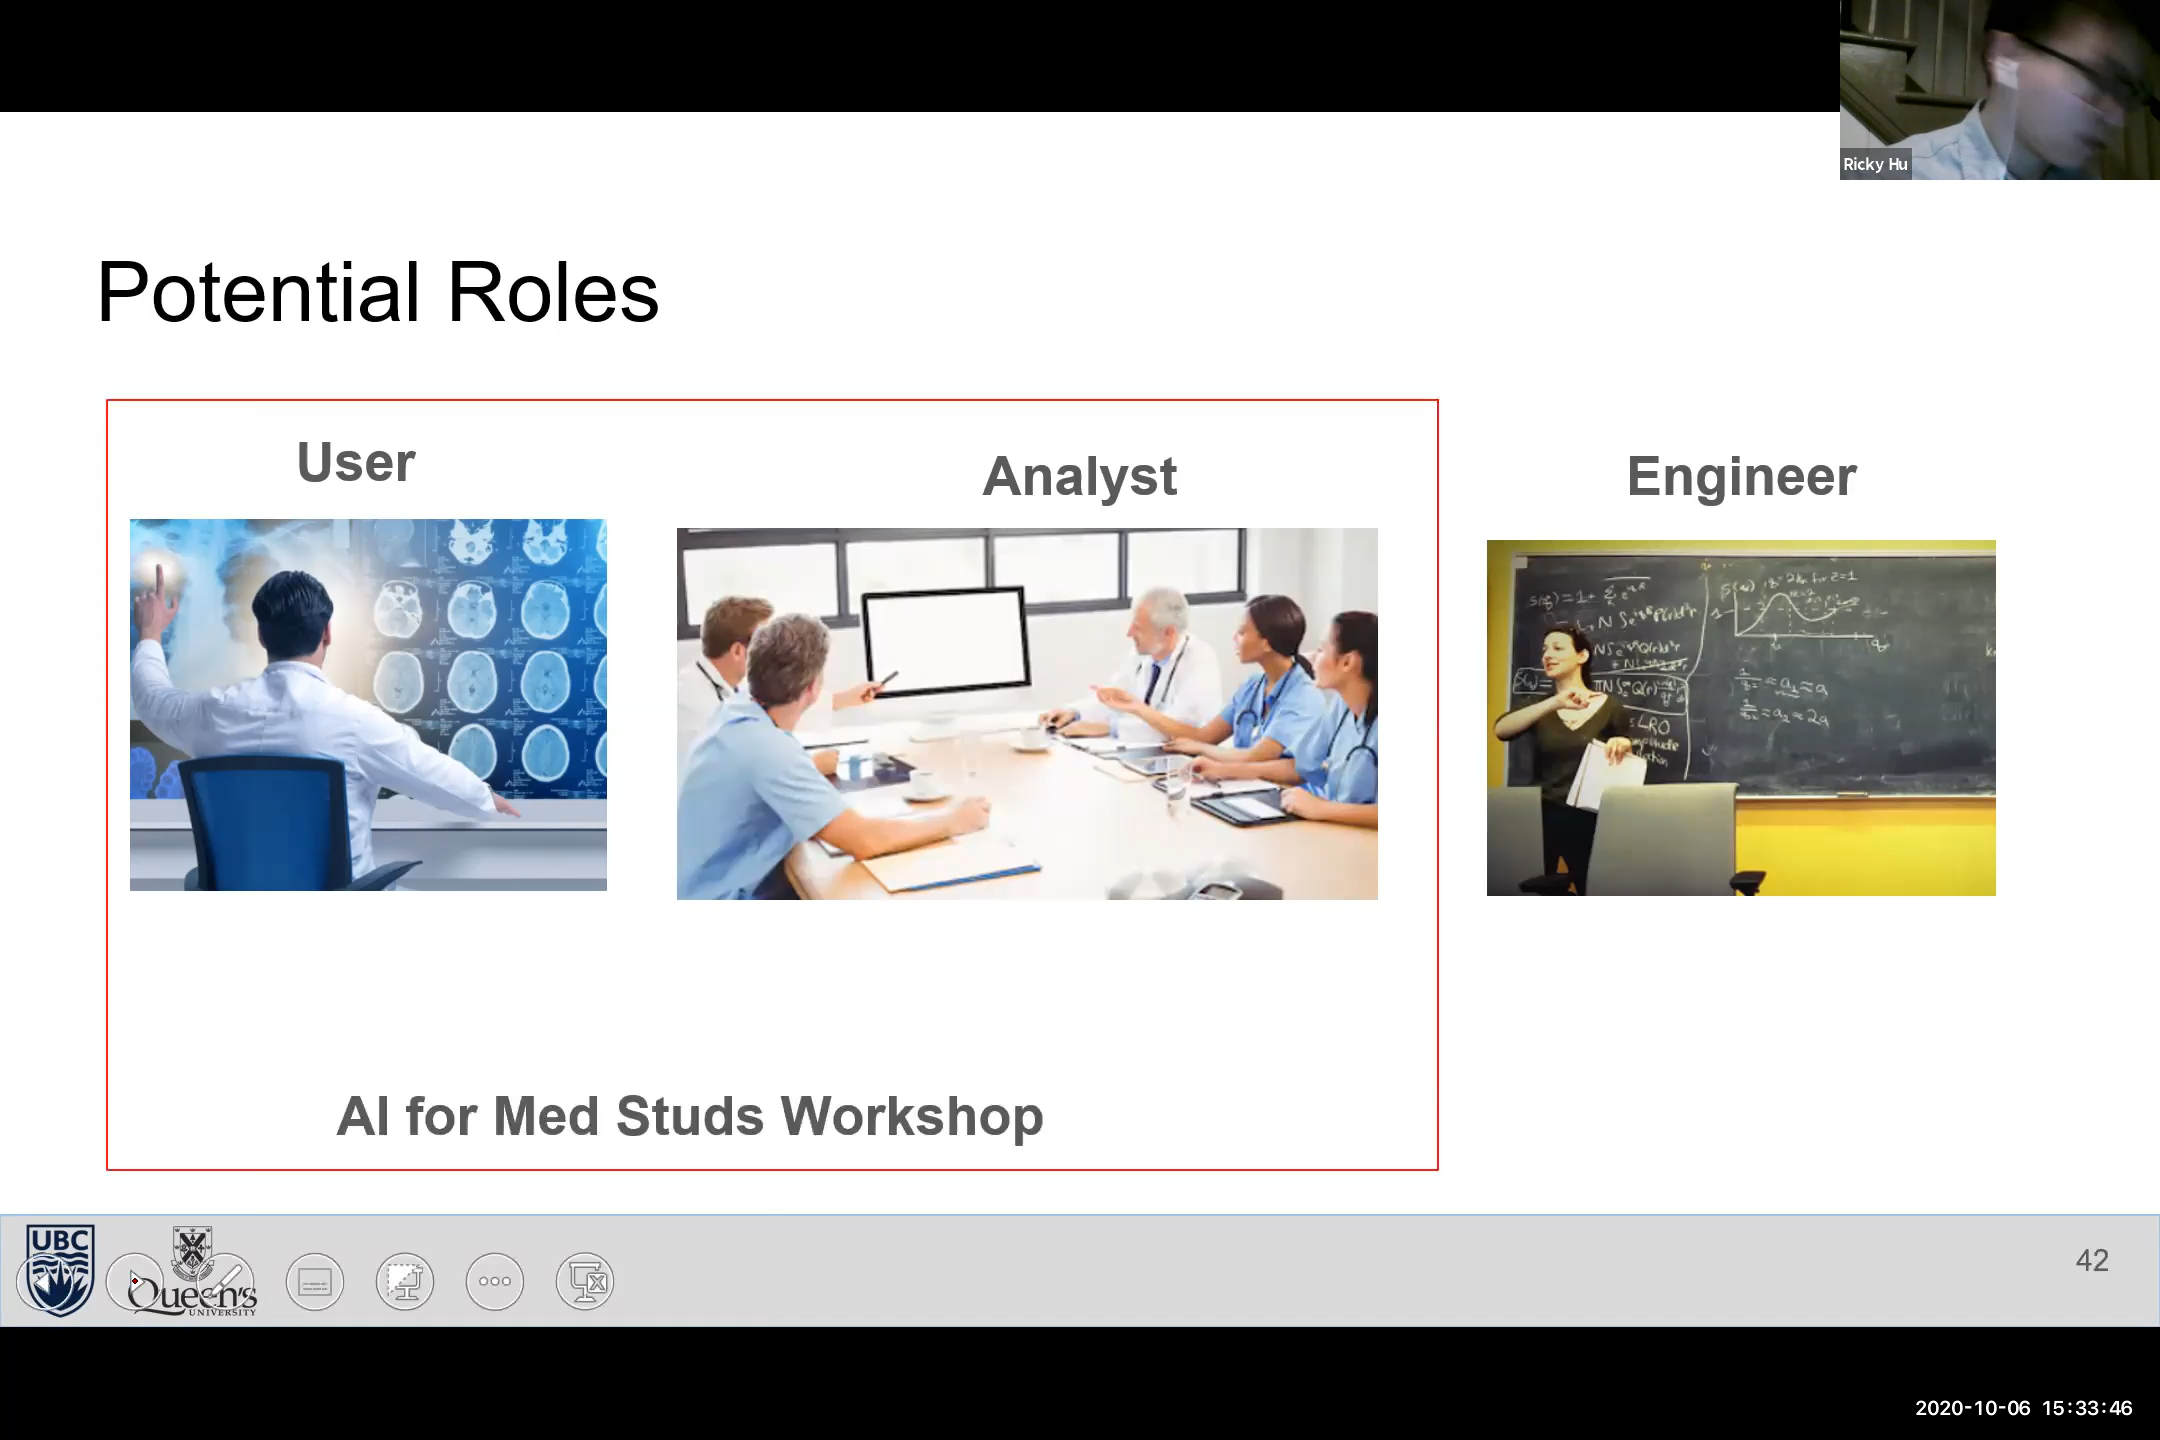 Ricky Hu
Potential Roles
User
Analyst
Engineer
AI for Med Studs Workshop
UBC
Queen's
UNIVERSITY
42
2020-10-06 15:33:46